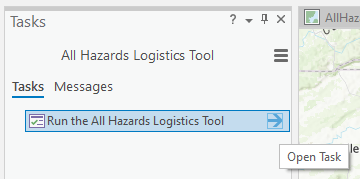 Tasks
?
AllHaz
All Hazards Logistics Tool
Tasks Messages
Run the All Hazards Logistics Tool
Open Task